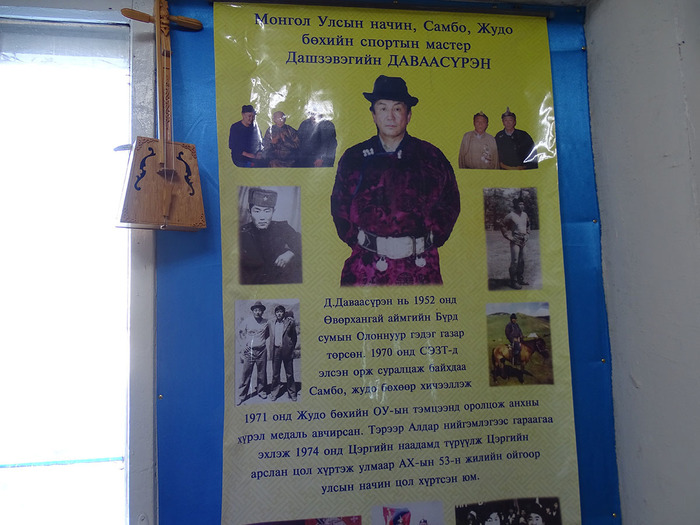 Монгол Улсын начин, Самбо, Жудо
бөхийн спортын мастер
Дашзэвэгийн ДАВААСҮРЭН
Д.Даваасүрэн нь 1952 онд
Өвөрхангай аймгийн Бүрд
сумын Олоннуур гэдэг газар
төрсөн. 1970 онд СЭЗТ-д
элсэн орж суралцаж байхдаа
Самбо, жудо бөхөөр хичээллэж
1971 онд Жудо бөхийн ОУ-ын тэмцээнд оролцож анхны
хүрэл медаль авчирсан. Тэрээр Алдар нийгэмлэгээс гараагаа
эхлэж 1974 онд Цэргийн наадамд түрүүлж Цэргийн
арслан цол хүртэж улмаар АХ-ын 53-н жилийн ойгоор
улсын начин цол хүртсэн юм.